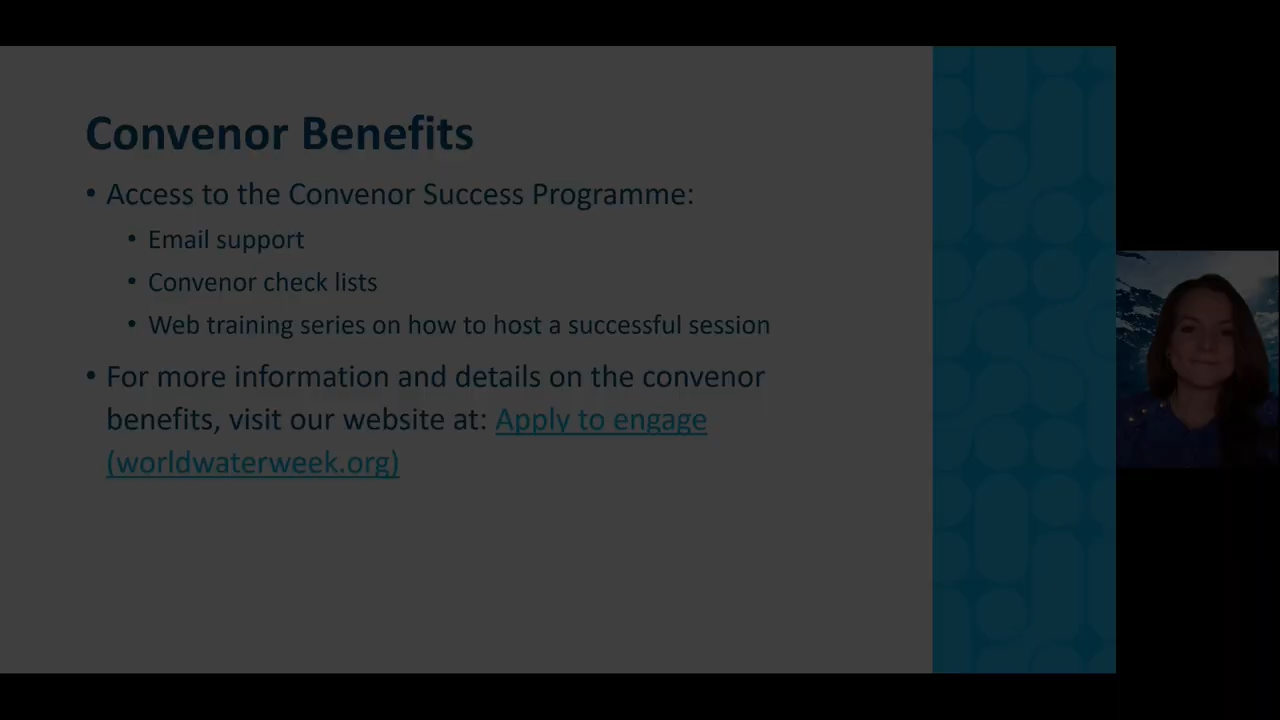 Convenor Benefits
• Access to the Convenor Success Programme:
• Email support
• Convenor check lists
• Web training series on how to host a successful session
• For more information and details on the convenor
benefits, visit our website at: Apply to engage
(worldwaterweek.org)